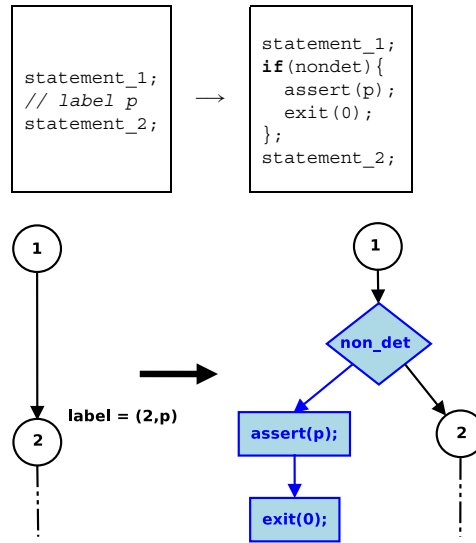 statement_1;
// label p
statement_2;
→
statement_1;
if(nondet){
assert(p);
exit(0);
};
statement_2;
1
label = (2,p)
2
1
non_det
assert(p);
2
exit(0);